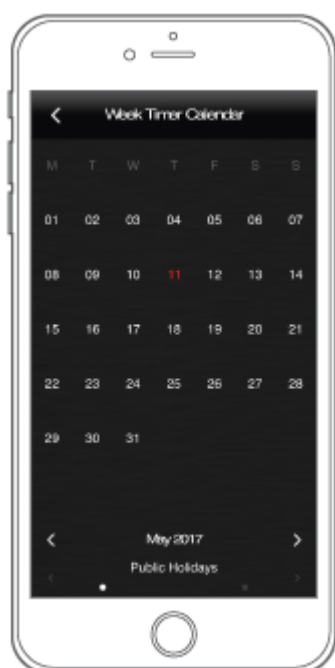 Week Timer Calendar
M T W T F S S
01 02 03 04 05 06 07
08 09 10 11 12 13 14
15 16 17 18 19 20 21
22 23 24 25 26 27 28
29 30 31
May 2017
Public Holidays